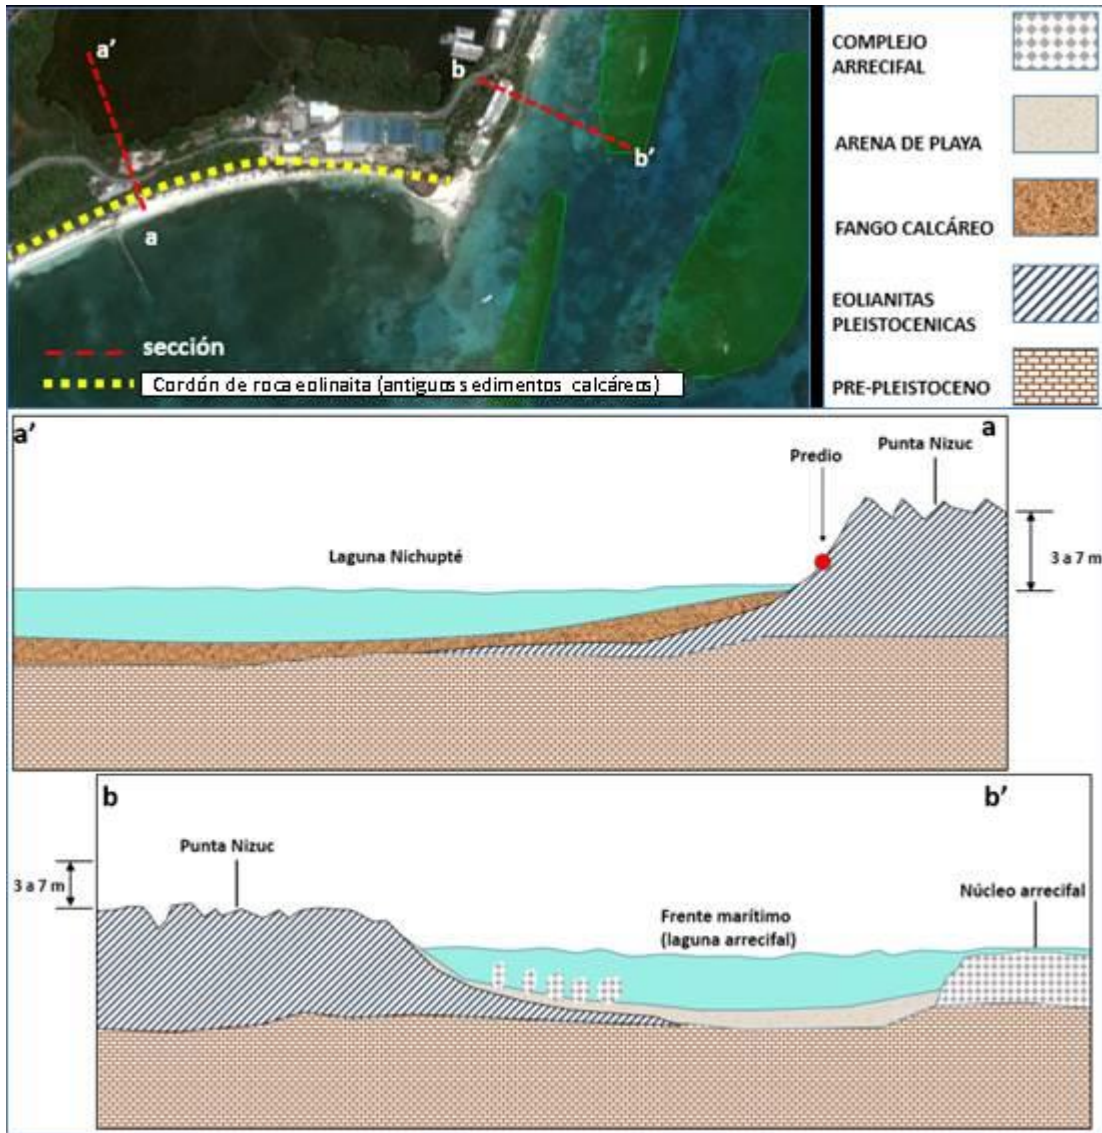 a'
b
b'
a
sección
Cordón de roca eolinaita (antiguos sedimentos calcáreos)
COMPLEJO
ARRECIFAL
ARENA DE PLAYA
FANGO CALCÁREO
EOLIANITAS
PLEISTOCENICAS
PRE-PLEISTOCENO
a'
a
Predio
Punta Nizuc
Laguna Nichupté
3 a 7 m
b
b'
Punta Nizuc
3 a 7 m
Núcleo arrecifal
Frente marítimo
(laguna arrecifal)